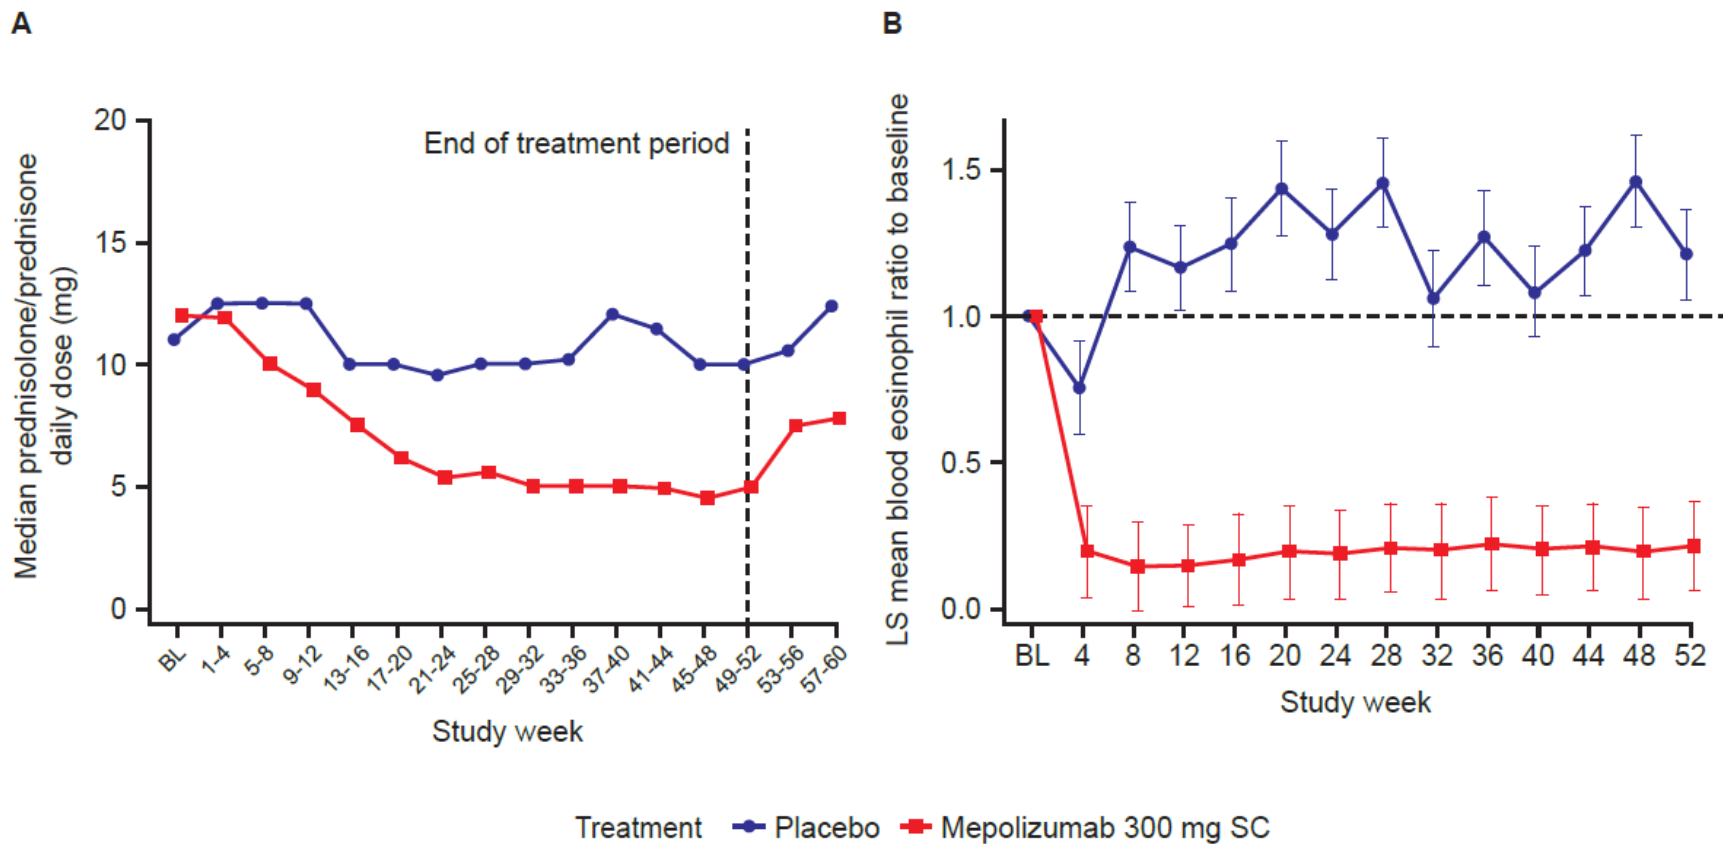 A
Median prednisolone/prednisone
daily dose (mg)
20
15
10
5
0
End of treatment period
BL
1-4
5-8
9-12
13-16
17-20
21-24
25-28
29-32
33-36
37-40
41-44
45-48
49-52
53-56
57-60
Study week
B
LS mean blood eosinophil ratio to baseline
1.5
1.0
0.5
0.0
BL 4 8 12 16 20 24 28 32 36 40 44 48 52
Study week
Treatment Placebo Mepolizumab 300 mg SC